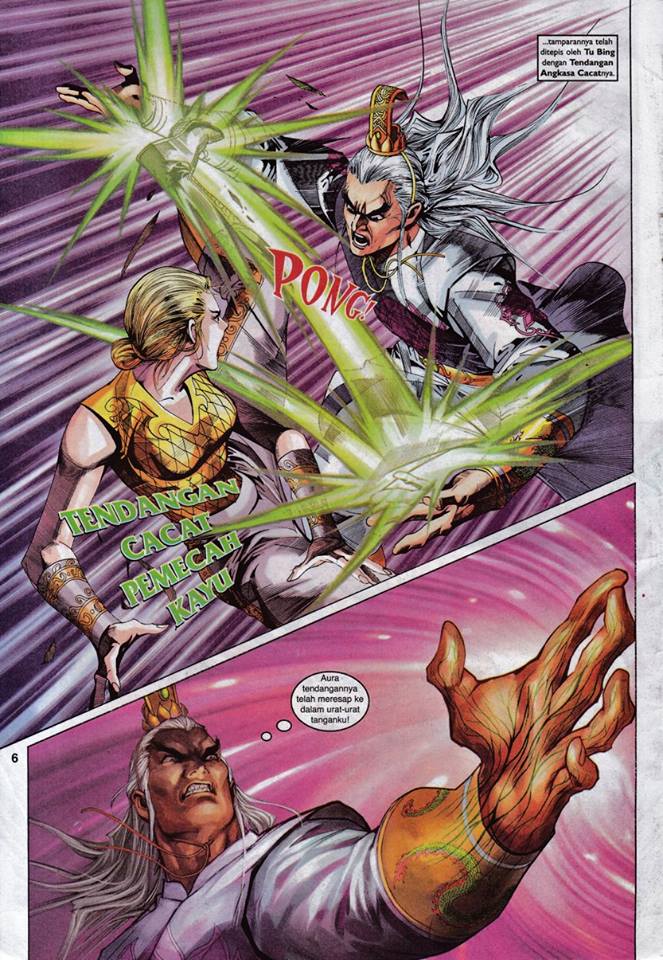 ...tamparannya telah
ditepis oleh Tu Bing
dengan Tendangan
Angkasa Cacatnya.
PONG!
TENDANGAN
CACAT
PEMECAH
KAYU
Aura
tendangannya
telah meresap ke
dalam urat-urat
tanganku!
6